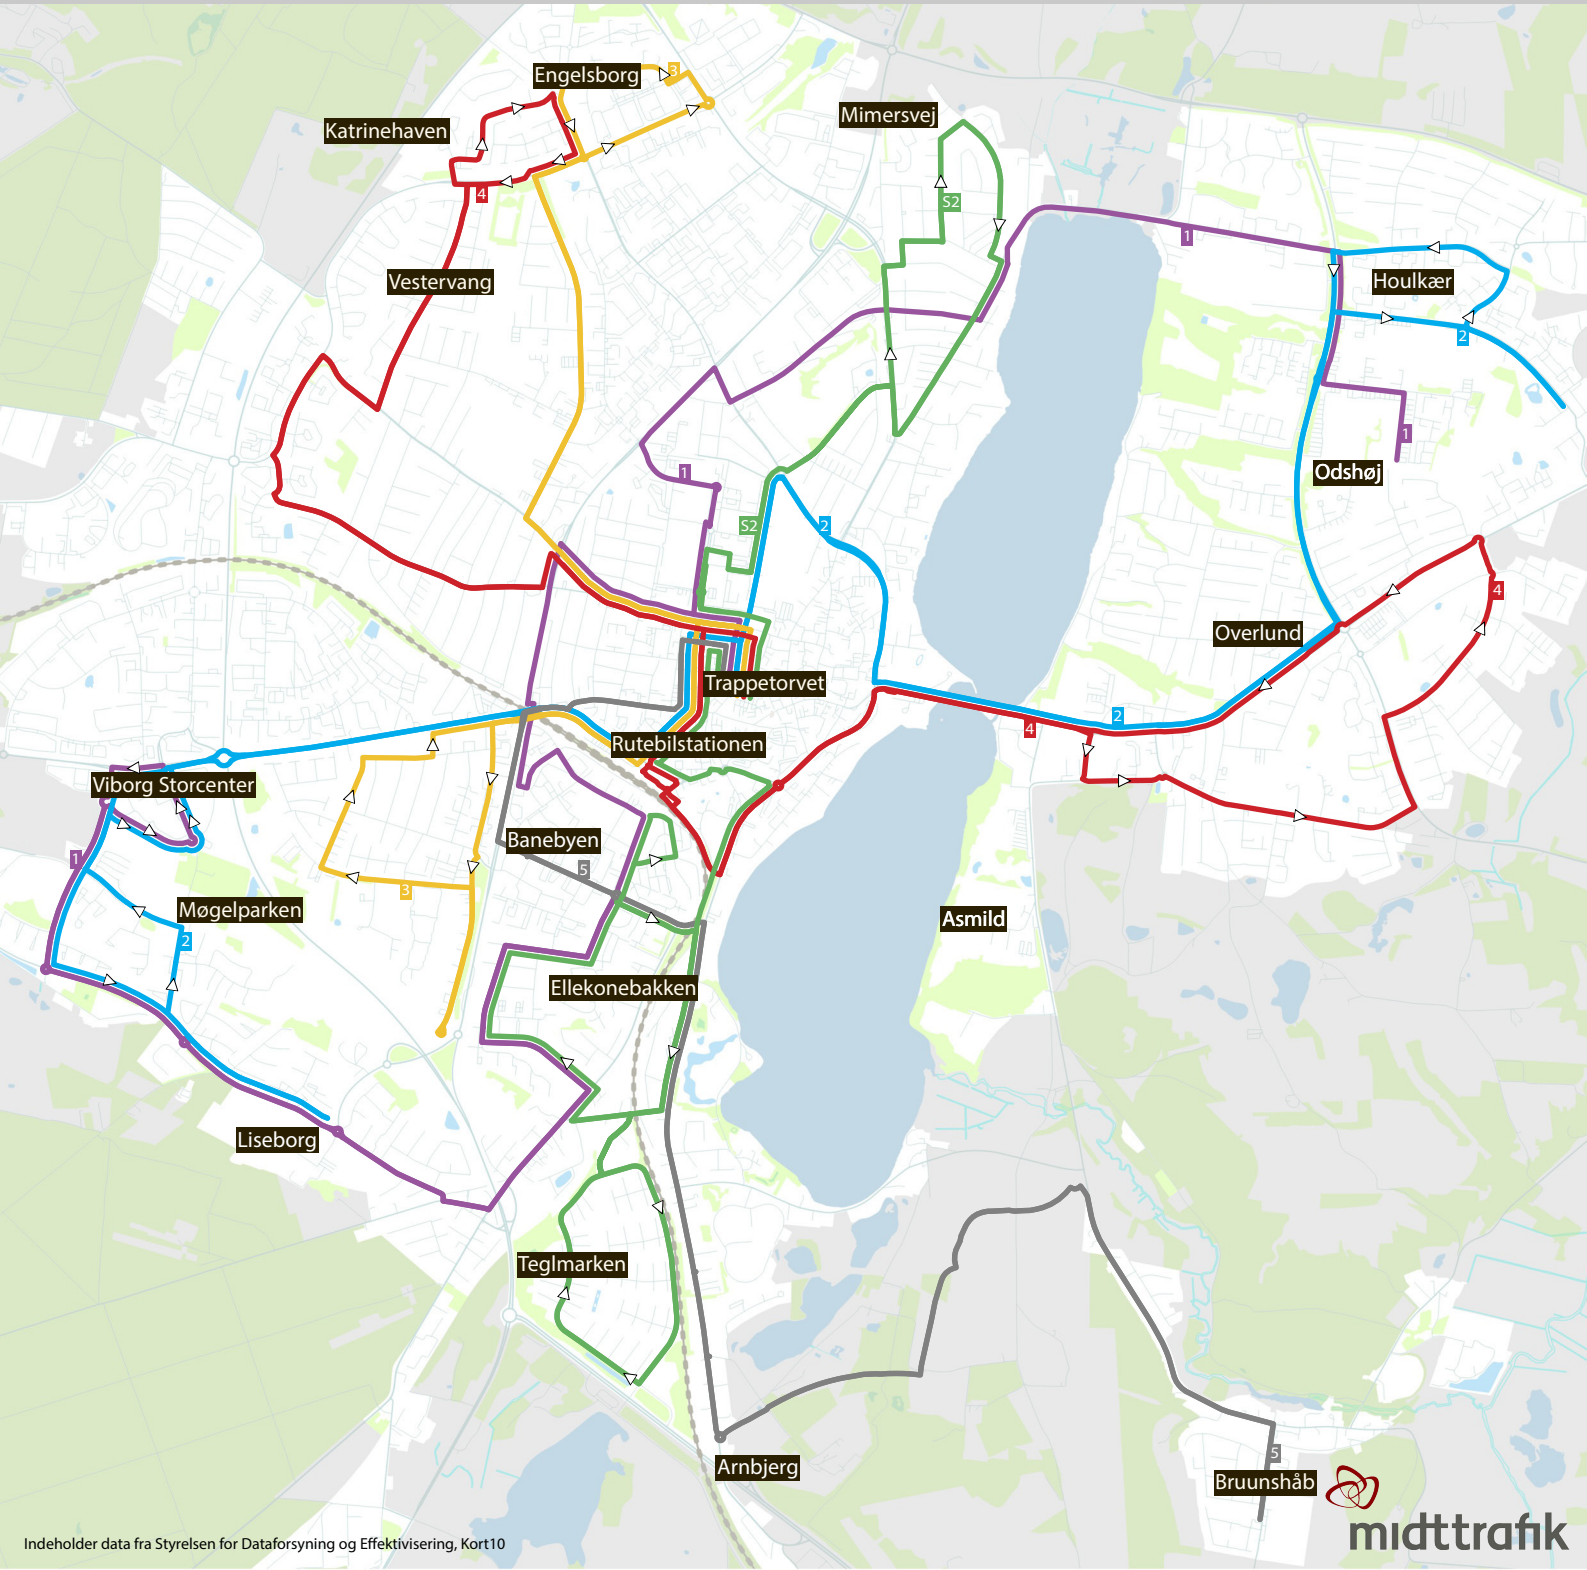 Engelsborg
3
Mimersvej
Katrinehaven
4
S2
1
Vestervang
Houlkær
2
1
Odshøj
1
S2
2
4
Overlund
Trappetorvet
2
4
Rutebilstationen
Viborg Storcenter
Banebyen
1
5
3
Møgelparken
2
Asmild
Ellekonebakken
Liseborg
Teglmarken
Arnbjerg
5
Bruunshåb
midttrafik
Indeholder data fra Styrelsen for Dataforsyning og Effektivisering, Kort10